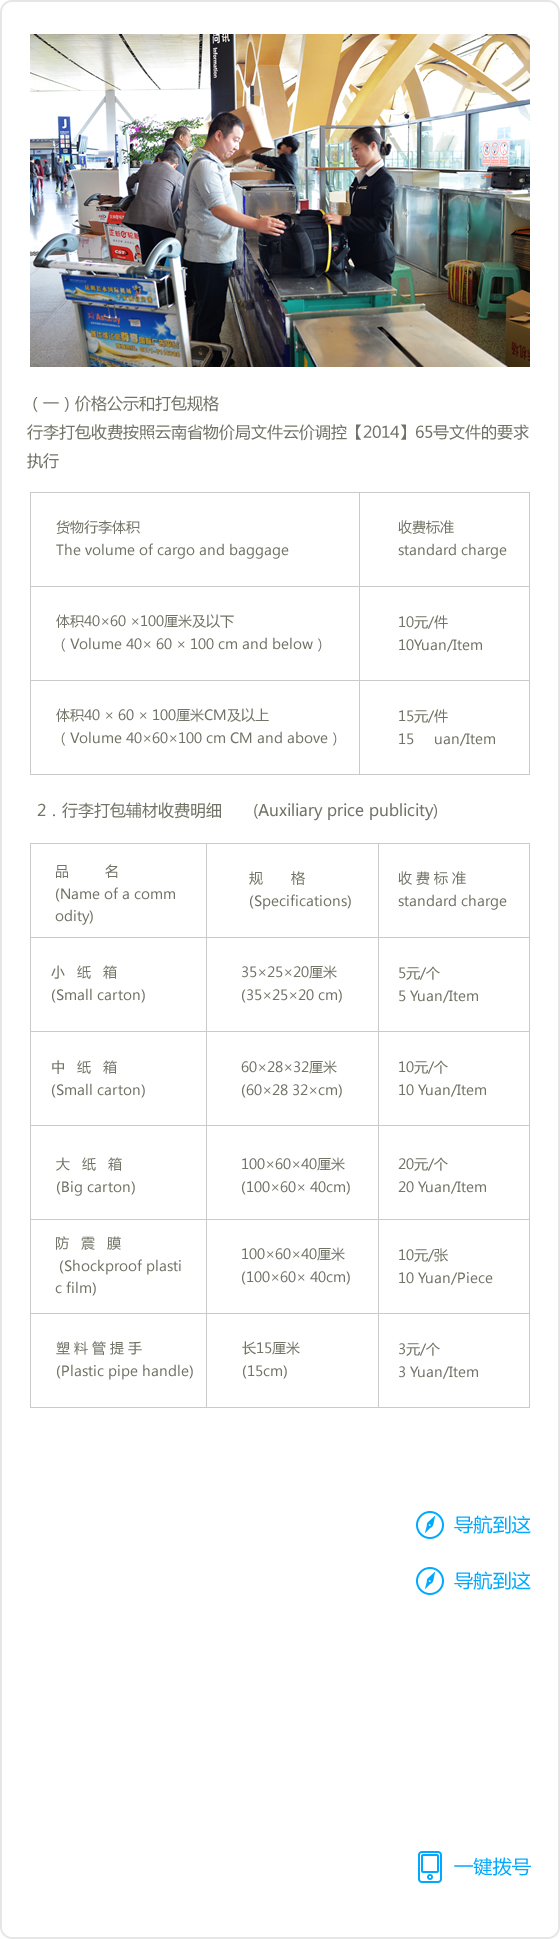 Information
J
（一）价格公示和打包规格
行李打包收费按照云南省物价局文件云价调控【2014】65号文件的要求
执行
货物行李体积
The volume of cargo and baggage
收费标准
standard charge
体积40×60 ×100厘米及以下
（Volume 40× 60 × 100 cm and below）
10元/件
10Yuan/Item
体积40 × 60 × 100厘米CM及以上
（Volume 40×60×100 cm CM and above）
15元/件
15 uan/Item
2．行李打包辅材收费明细 (Auxiliary price publicity)
品 名
(Name of a comm
odity)
规 格
(Specifications)
收 费 标 准
standard charge
小 纸 箱
(Small carton)
35×25×20厘米
(35×25×20 cm)
5元/个
5 Yuan/Item
中 纸 箱
(Small carton)
60×28×32厘米
(60×28 32×cm)
10元/个
10 Yuan/Item
大 纸 箱
(Big carton)
100×60×40厘米
(100×60× 40cm)
20元/个
20 Yuan/Item
防 震 膜
(Shockproof plasti
c film)
100×60×40厘米
(100×60× 40cm)
10元/张
10 Yuan/Piece
塑 料 管 提 手
(Plastic pipe handle)
长15厘米
(15cm)
3元/个
3 Yuan/Item
导航到这
导航到这
一键拨号